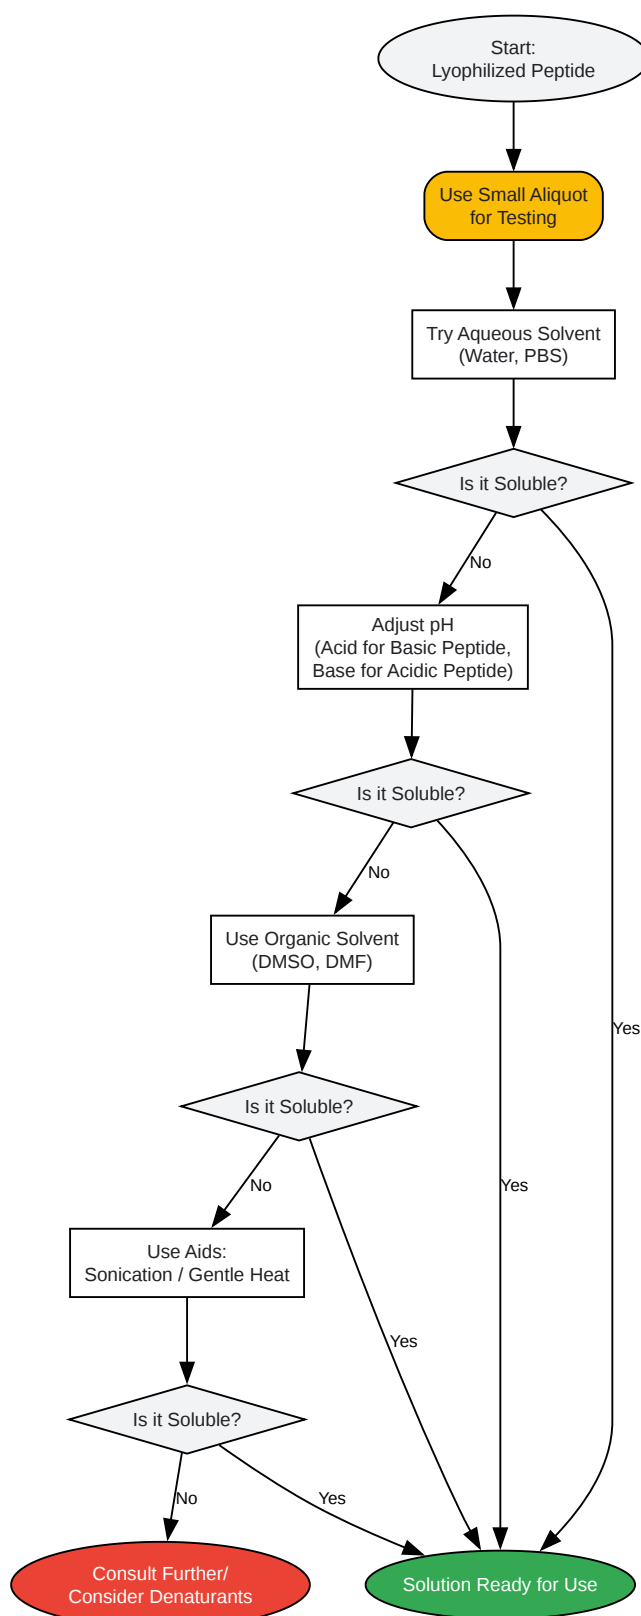 Start:
Lyophilized Peptide
Use Small Aliquot
for Testing
Try Aqueous Solvent
(Water, PBS)
Is it Soluble?
No
Adjust pH
(Acid for Basic Peptide,
Base for Acidic Peptide)
Is it Soluble?
No
Use Organic Solvent
(DMSO, DMF)
Yes
Is it Soluble?
No
Yes
Use Aids:
Sonication / Gentle Heat
Yes
Is it Soluble?
No
Yes
Consult Further/
Consider Denaturants
Solution Ready for Use